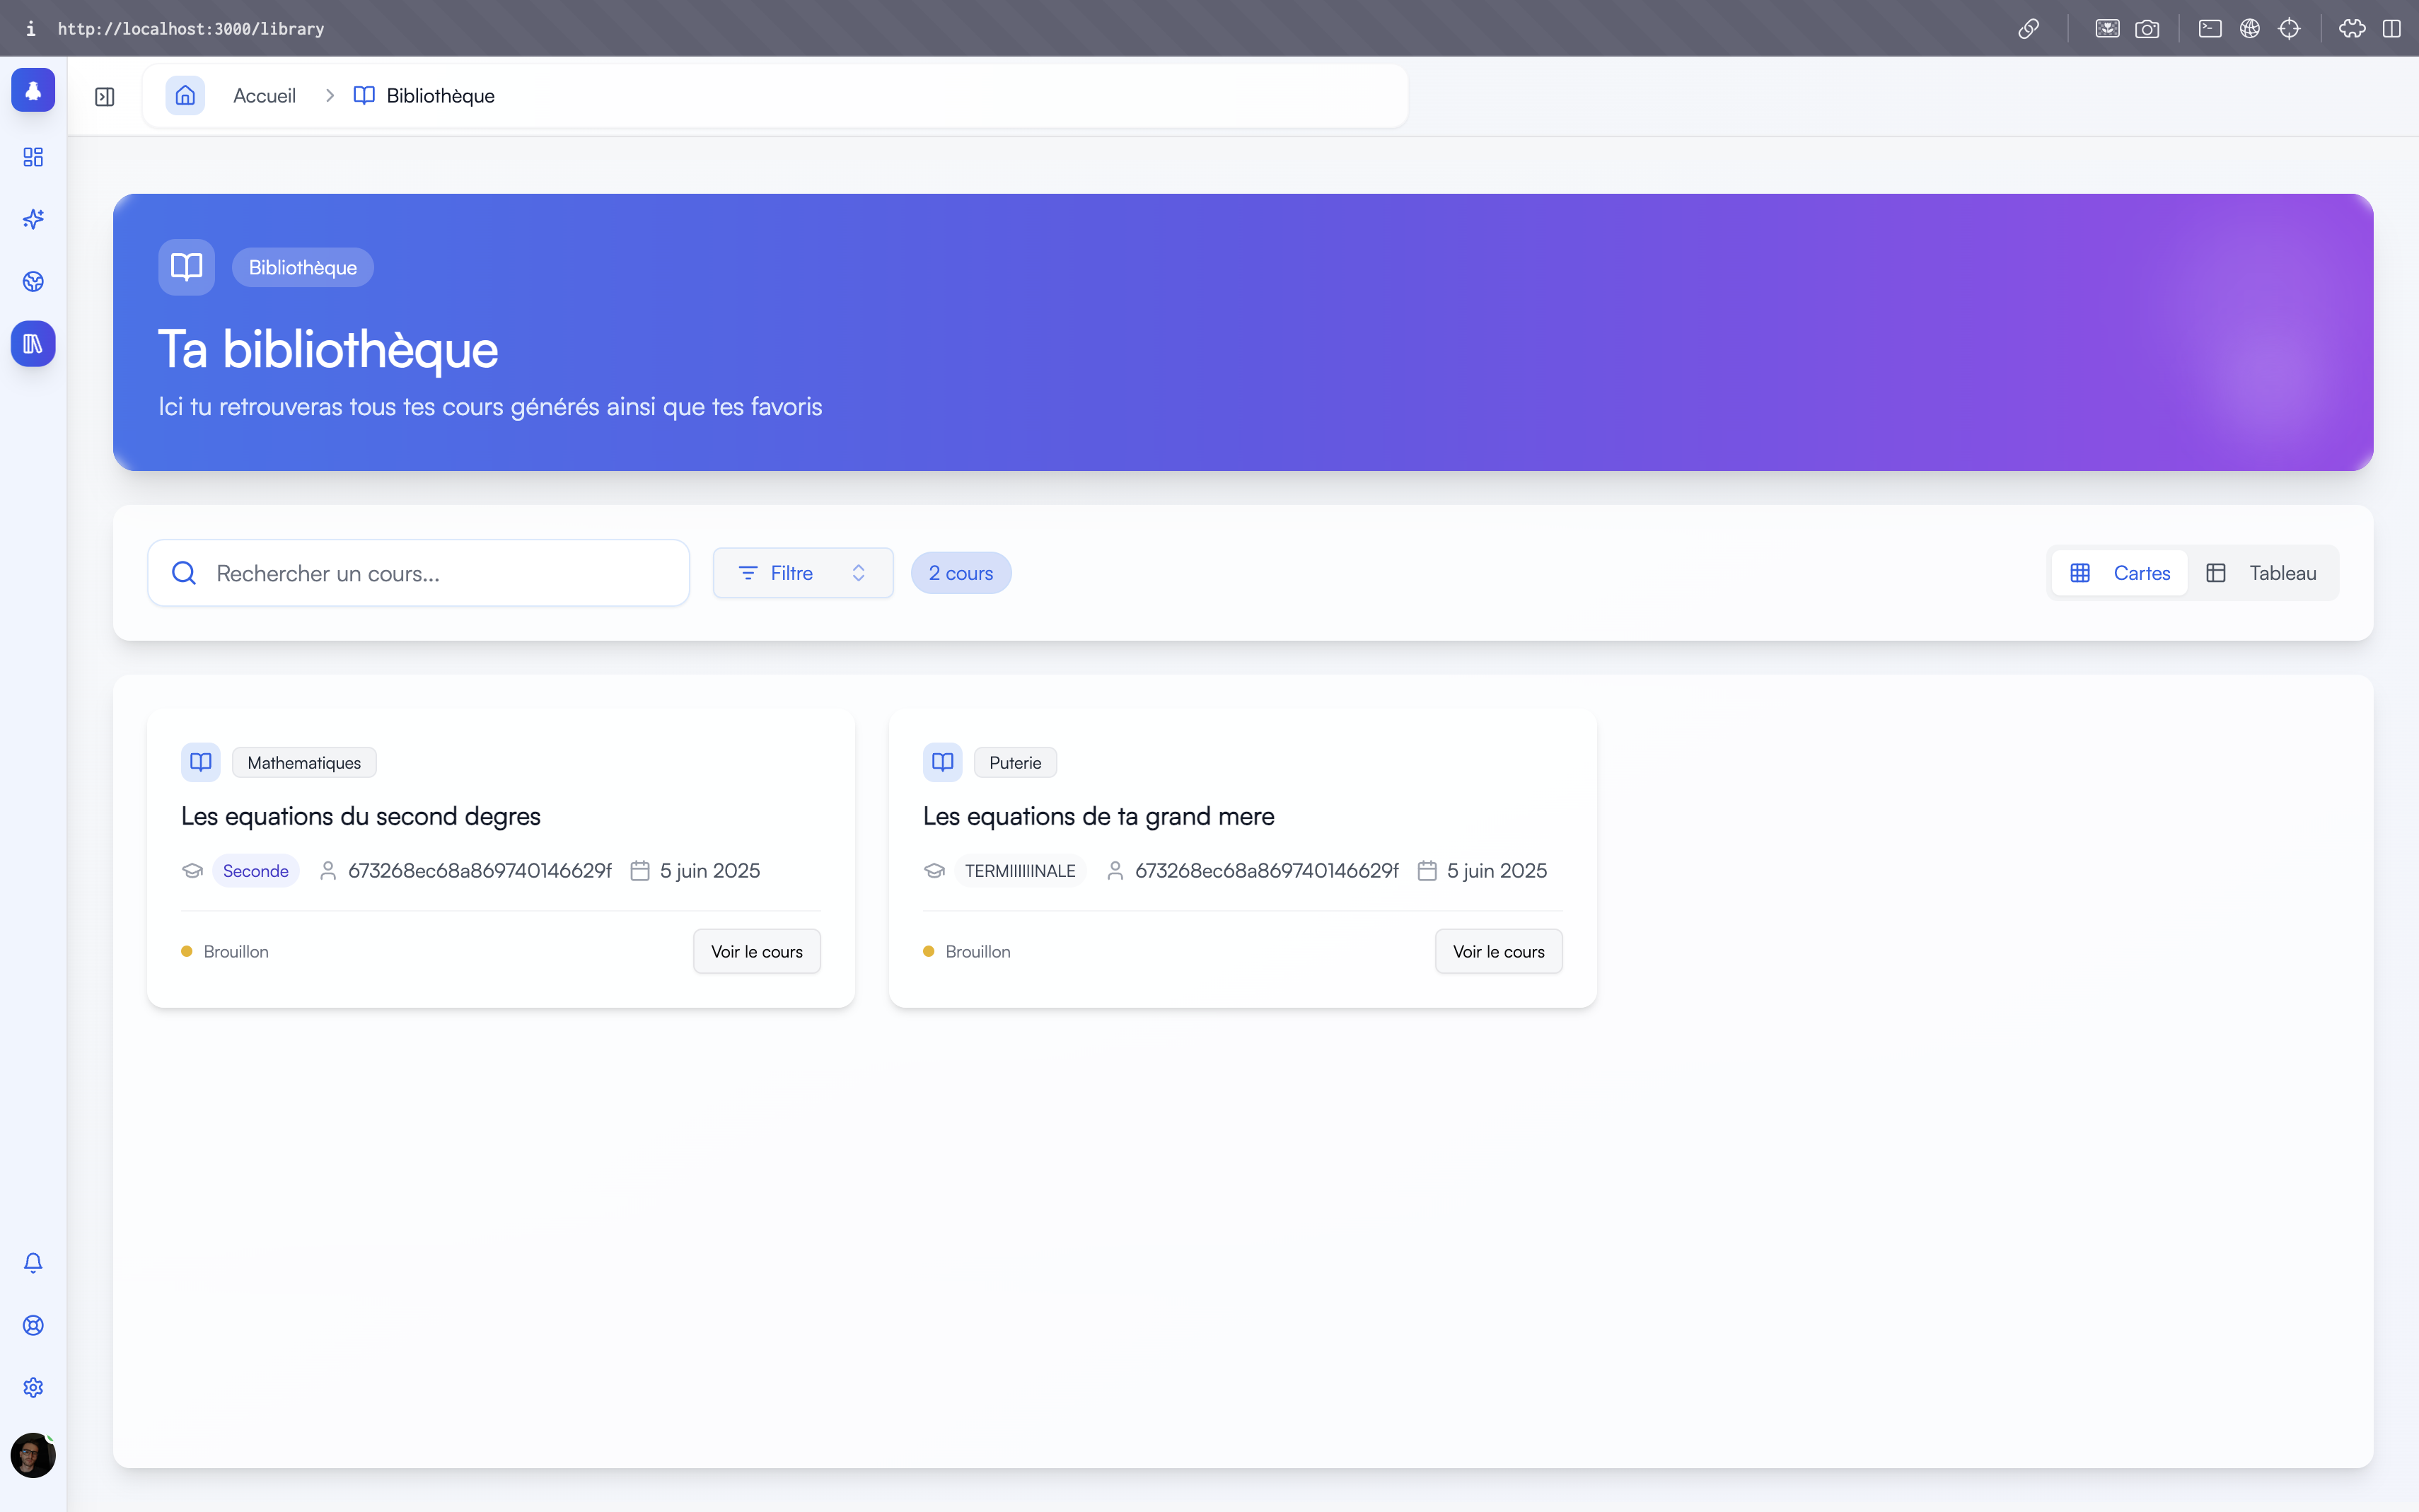 http://localhost:3000/library
Accueil
Bibliothèque
Bibliothèque
Ta bibliothèque
Ici tu retrouveras tous tes cours générés ainsi que tes favoris
Rechercher un cours...
Filtre
2 cours
Cartes
Tableau
Mathematiques
Les equations du second degres
Seconde
673268ec68a869740146629f
5 juin 2025
Brouillon
Voir le cours
Puterie
Les equations de ta grand mere
TERMIIIIINALE
673268ec68a869740146629f
5 juin 2025
Brouillon
Voir le cours